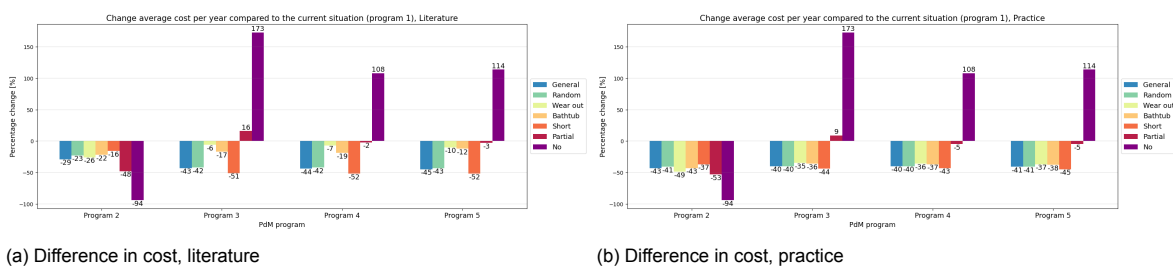 Change average cost per year compared to the current situation (program 1), Literature
Percentage change [%]
150
100
50
0
−50
−100
-29
-23
-26
-22
-16
-48
-94
-43
-42
-6
-17
-51
16
173
-44
-42
-7
-19
-52
-2
108
-45
-43
-10
-12
-52
-3
114
Program 2
Program 3
Program 4
Program 5
PdM program
General
Random
Wear out
Bathtub
Short
Partial
No
(a) Difference in cost, literature
Change average cost per year compared to the current situation (program 1), Practice
Percentage change [%]
150
100
50
0
−50
−100
-43
-41
-49
-43
-37
-53
-94
-40
-40
-35
-36
-44
9
173
-40
-40
-36
-37
-43
-5
108
-41
-41
-37
-38
-45
-5
114
Program 2
Program 3
Program 4
Program 5
PdM program
General
Random
Wear out
Bathtub
Short
Partial
No
(b) Difference in cost, practice